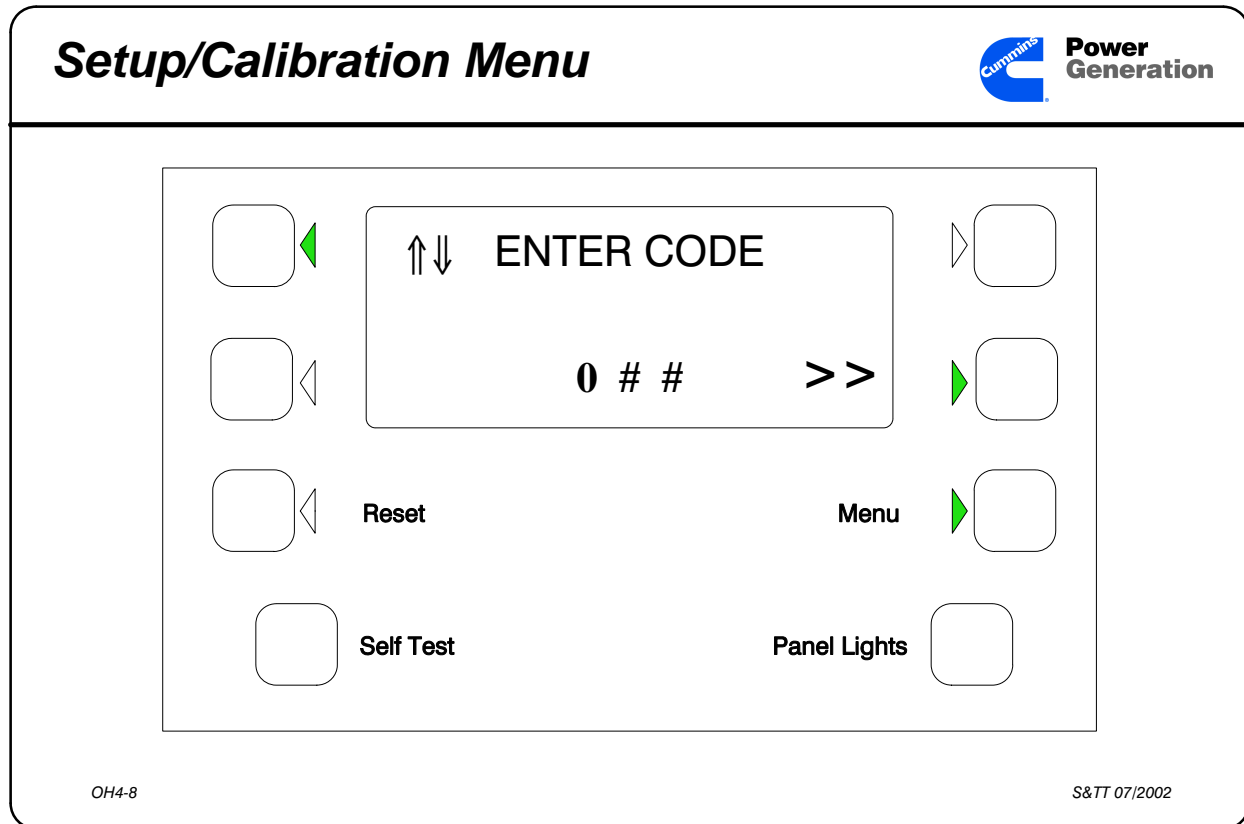 Setup/Calibration Menu
Cummins
Power
Generation
⇑⇓ ENTER CODE
0 # # >>
Reset
Menu
Self Test
Panel Lights
OH4-8
S&TT 07/2002